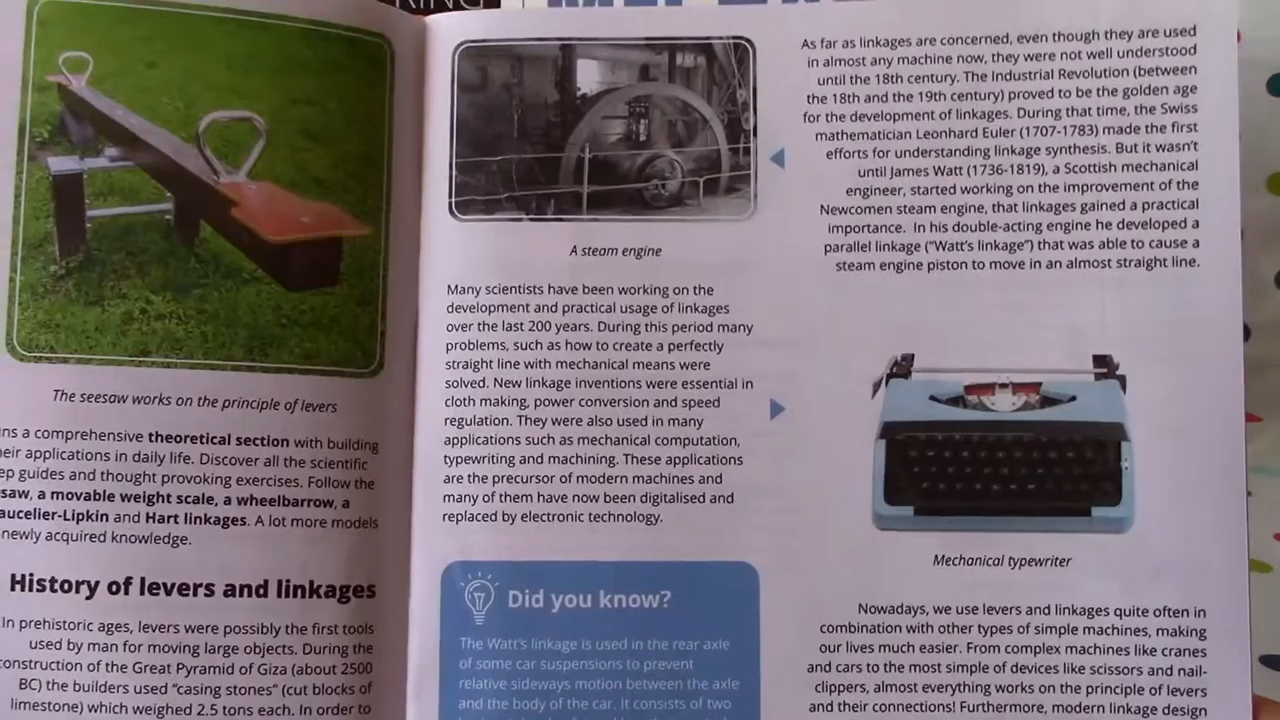 RING
The seesaw works on the principle of levers
ins a comprehensive theoretical section with building
eir applications in daily life. Discover all the scientific
ep guides and thought provoking exercises. Follow the
saw, a movable weight scale, a wheelbarrow, a
aucelier-Lipkin and Hart linkages. A lot more models
newly acquired knowledge.
History of levers and linkages
In prehistoric ages, levers were possibly the first tools
used by man for moving large objects. During the
construction of the Great Pyramid of Giza (about 2500
BC) the builders used “casing stones” (cut blocks of
limestone) which weighed 2.5 tons each. In order to
A steam engine
Many scientists have been working on the
development and practical usage of linkages
over the last 200 years. During this period many
problems, such as how to create a perfectly
straight line with mechanical means were
solved. New linkage inventions were essential in
cloth making, power conversion and speed
regulation. They were also used in many
applications such as mechanical computation,
typewriting and machining. These applications
are the precursor of modern machines and
many of them have now been digitalised and
replaced by electronic technology.
Did you know?
The Watt's linkage is used in the rear axle
of some car suspensions to prevent
relative sideways motion between the axle
and the body of the car. It consists of two
As far as linkages are concerned, even though they are used
in almost any machine now, they were not well understood
until the 18th century. The Industrial Revolution (between
the 18th and the 19th century) proved to be the golden age
for the development of linkages. During that time, the Swiss
mathematician Leonhard Euler (1707-1783) made the first
efforts for understanding linkage synthesis. But it wasn't
until James Watt (1736-1819), a Scottish mechanical
engineer, started working on the improvement of the
Newcomen steam engine, that linkages gained a practical
importance. In his double-acting engine he developed a
parallel linkage (“Watt's linkage”) that was able to cause a
steam engine piston to move in an almost straight line.
Mechanical typewriter
Nowadays, we use levers and linkages quite often in
combination with other types of simple machines, making
our lives much easier. From complex machines like cranes
and cars to the most simple of devices like scissors and nail-
clippers, almost everything works on the principle of levers
and their connections! Furthermore, modern linkage design